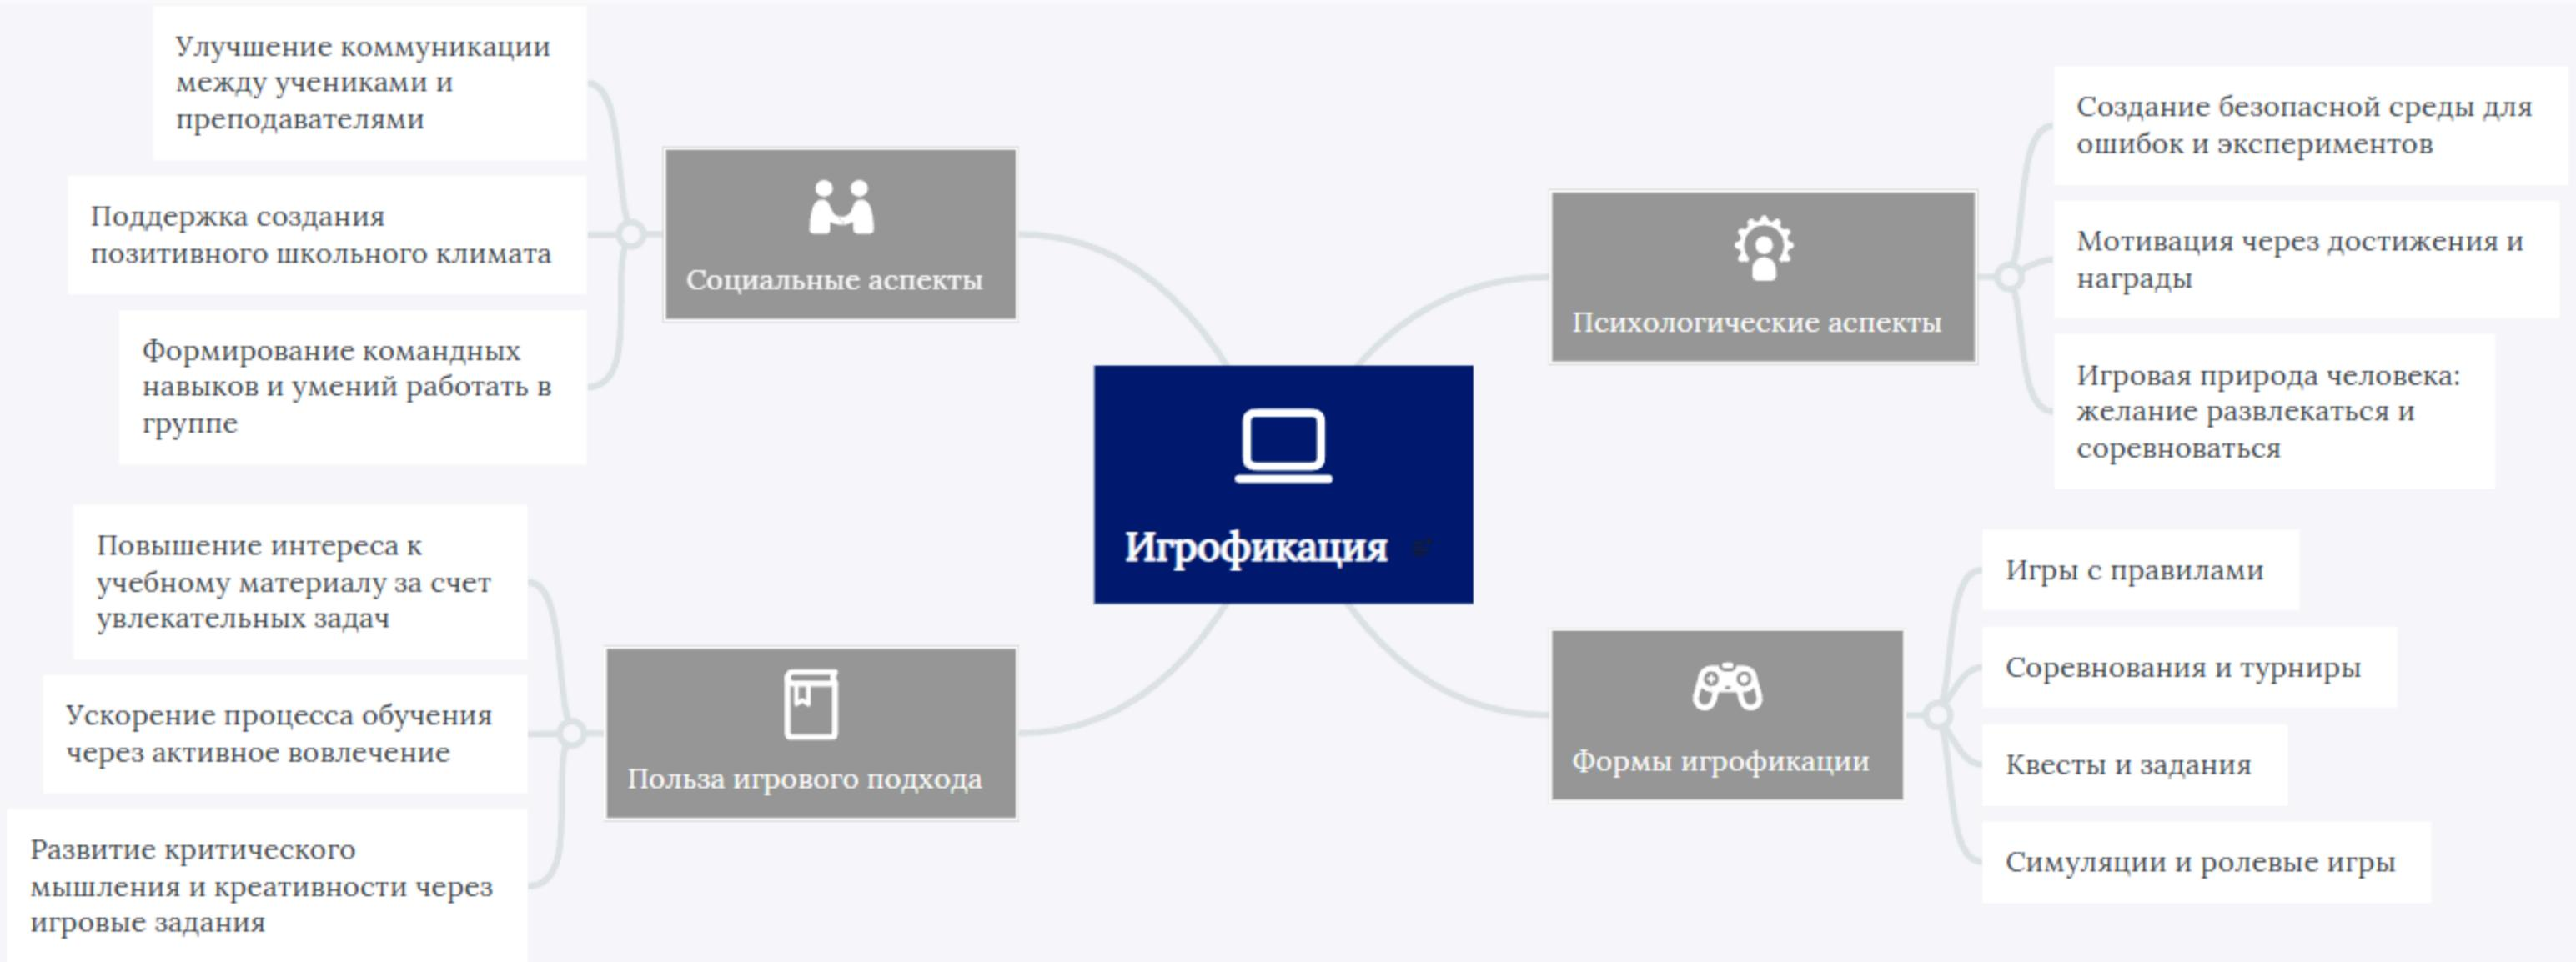 Улучшение коммуникации
между учениками и
преподавателями
Поддержка создания
позитивного школьного климата
Формирование командных
навыков и умений работать в
группе
Социальные аспекты
Повышение интереса к
учебному материалу за счет
увлекательных задач
Ускорение процесса обучения
через активное вовлечение
Развитие критического
мышления и креативности через
игровые задания
Польза игрового подхода
Игрофикация
Психологические аспекты
Создание безопасной среды для
ошибок и экспериментов
Мотивация через достижения и
награды
Игровая природа человека:
желание развлекаться и
соревноваться
Формы игрофикации
Игры с правилами
Соревнования и турниры
Квесты и задания
Симуляции и ролевые игры